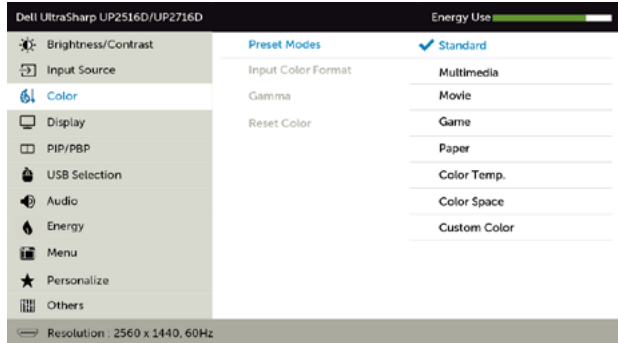 Dell UltraSharp UP2516D/UP2716D
Energy Use
Brightness/Contrast
Input Source
Color
Display
PIP/PBP
USB Selection
Audio
Energy
Menu
Personalize
Others
Preset Modes
Input Color Format
Gamma
Reset Color
Standard
Multimedia
Movie
Game
Paper
Color Temp.
Color Space
Custom Color
Resolution : 2560 x 1440, 60Hz